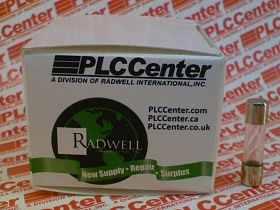 PLCCenter
A DIVISION OF RADWELL INTERNATIONAL, INC.
PLCCenter.com
PLCCenter.ca
PLCCenter.co.uk
RADWELL
New Supply · Repair · Surplus